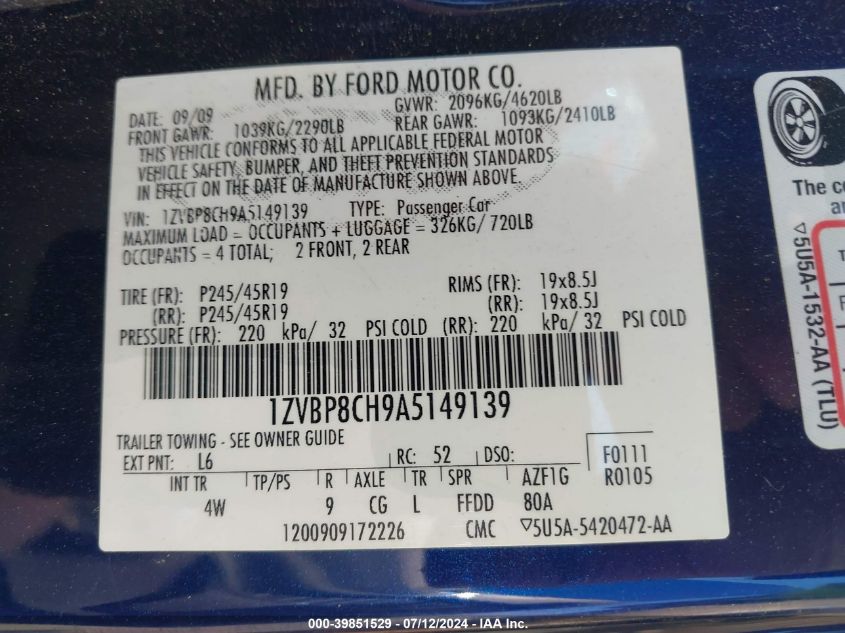 MFD. BY FORD MOTOR CO.
DATE: 09/09 GVWR: 2096KG/4620LB
FRONT GAWR: 1039KG/2290LB REAR GAWR: 1093KG/2410LB
THIS VEHICLE CONFORMS TO ALL APPLICABLE FEDERAL MOTOR
VEHICLE SAFETY, BUMPER, AND THEFT PREVENTION STANDARDS
IN EFFECT ON THE DATE OF MANUFACTURE SHOWN ABOVE.
VIN: 1ZVBP8CH9A5149139 TYPE: Passenger Car
MAXIMUM LOAD = OCCUPANTS + LUGGAGE = 326KG/ 720LB
OCCUPANTS = 4 TOTAL; 2 FRONT, 2 REAR
TIRE (FR): P245/45R19 RIMS (FR): 19x8.5J
(RR): P245/45R19 (RR): 19x8.5J
PRESSURE (FR): 220 kPa/ 32 PSI COLD (RR): 220 kPa/ 32 PSI COLD
1ZVBP8CH9A5149139
TRAILER TOWING - SEE OWNER GUIDE
EXT PNT: L6 RC: 52 DSO: F0111
INT TR TP/PS R AXLE TR SPR AZF1G R0105
4W 9 CG L FFDD 80A
1200909172226 CMC ▽5U5A-5420472-AA
The co
an
▽5U5A-1532-AA (TLU)
000-39851529 - 07/12/2024 - IAA Inc.